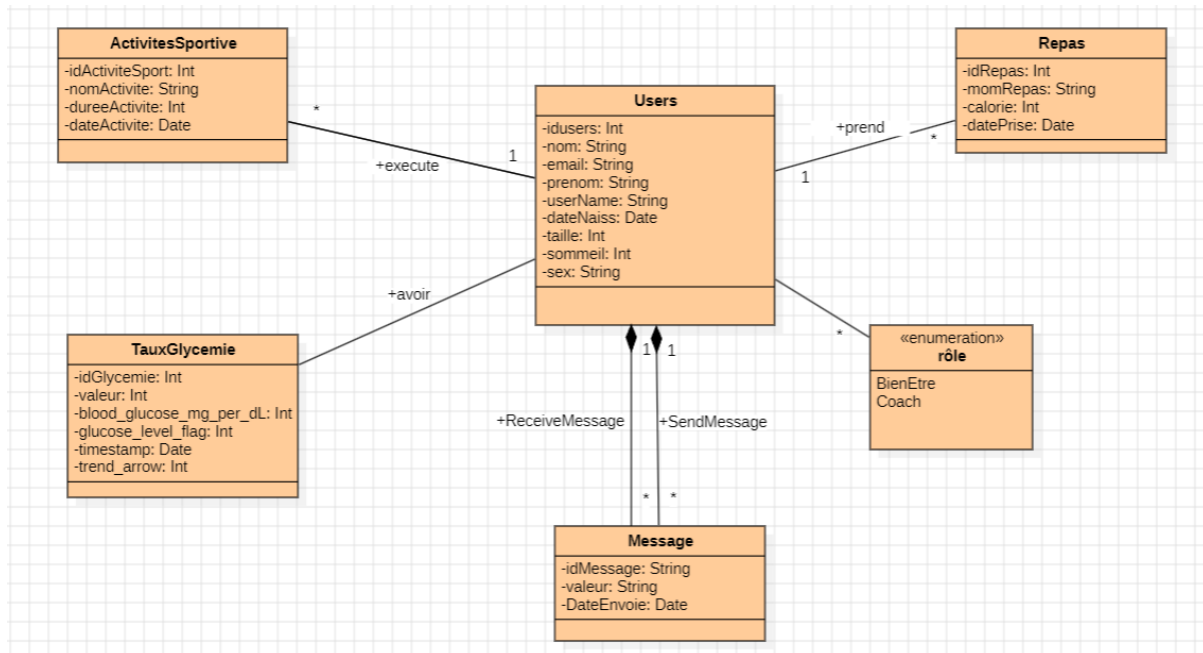 ActivitesSportive
-idActiviteSport: Int
-nomActivite: String
-dureeActivite: Int
-dateActivite: Date
*
+execute
1
Users
-idusers: Int
-nom: String
-email: String
-prenom: String
-userName: String
-dateNaiss: Date
-taille: Int
-sommeil: Int
-sex: String
Repas
-idRepas: Int
-momRepas: String
-calorie: Int
-datePrise: Date
+prend
*
1
+avoir
TauxGlycemie
-idGlycemie: Int
-valeur: Int
-blood_glucose_mg_per_dL: Int
-glucose_level_flag: Int
-timestamp: Date
-trend_arrow: Int
*
«enumeration»
rôle
BienEtre
Coach
1
1
+ReceiveMessage
+SendMessage
*
*
Message
-idMessage: String
-valeur: String
-DateEnvoie: Date